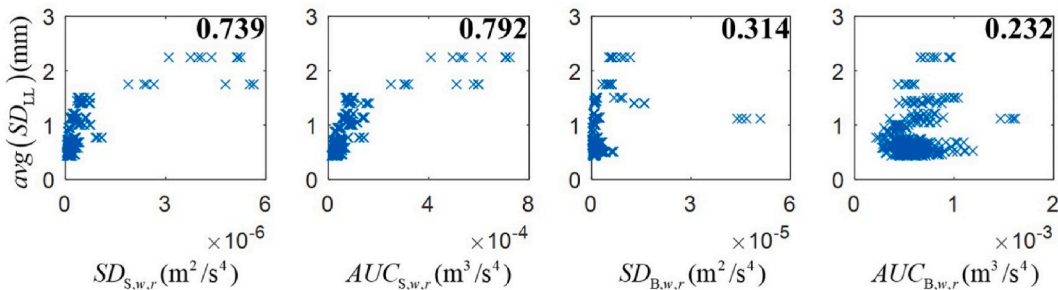 avg(SD_LL)(mm)
3
2
1
0
0.739
0 3 6
×10^-6
SD_S,w,r (m^2/s^4)
3
2
1
0
0.792
0 4 8
×10^-4
AUC_S,w,r (m^3/s^4)
3
2
1
0
0.314
0 3 6
×10^-5
SD_B,w,r (m^2/s^4)
3
2
1
0
0.232
0 1 2
×10^-3
AUC_B,w,r (m^3/s^4)